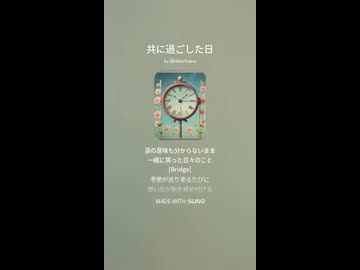 共に過ごした日
涙の意味も分からないまま
一緒に笑った日々のこと
[Bridge]
季節が巡り来るたびに
想い出が胸を締め付ける
MADE WITH SUNO